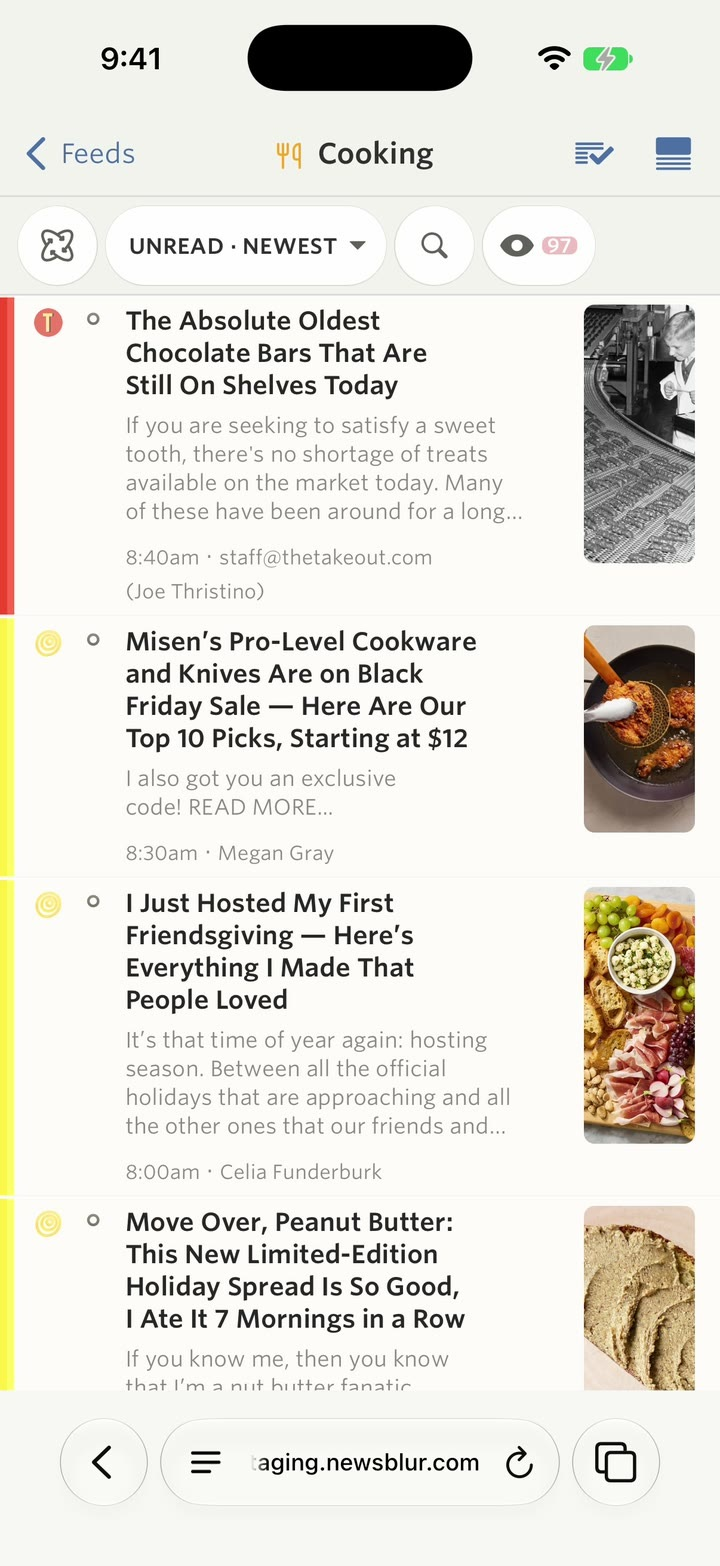 9:41
Feeds
Cooking
UNREAD · NEWEST
97
T
The Absolute Oldest
Chocolate Bars That Are
Still On Shelves Today
If you are seeking to satisfy a sweet
tooth, there's no shortage of treats
available on the market today. Many
of these have been around for a long...
8:40am · staff@thetakeout.com
(Joe Thristino)
Misen’s Pro-Level Cookware
and Knives Are on Black
Friday Sale — Here Are Our
Top 10 Picks, Starting at $12
I also got you an exclusive
code! READ MORE...
8:30am · Megan Gray
I Just Hosted My First
Friendsgiving — Here’s
Everything I Made That
People Loved
It’s that time of year again: hosting
season. Between all the official
holidays that are approaching and all
the other ones that our friends and...
8:00am · Celia Funderburk
Move Over, Peanut Butter:
This New Limited-Edition
Holiday Spread Is So Good,
I Ate It 7 Mornings in a Row
If you know me, then you know
that I’m a nut butter fanatic
taging.newsblur.com